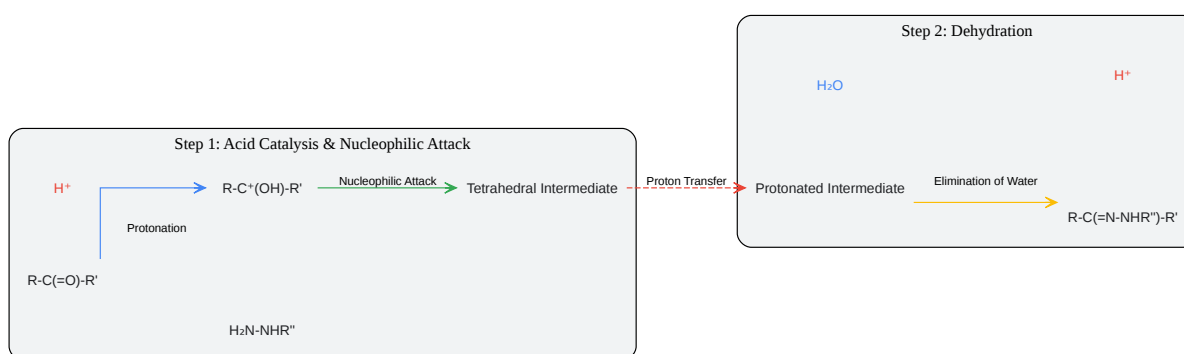 Step 1: Acid Catalysis & Nucleophilic Attack
H⁺
R-C⁺(OH)-R'
Nucleophilic Attack
Tetrahedral Intermediate
Protonation
R-C(=O)-R'
H₂N-NHR"
Proton Transfer
Step 2: Dehydration
H₂O
H⁺
Protonated Intermediate
Elimination of Water
R-C(=N-NHR")-R'